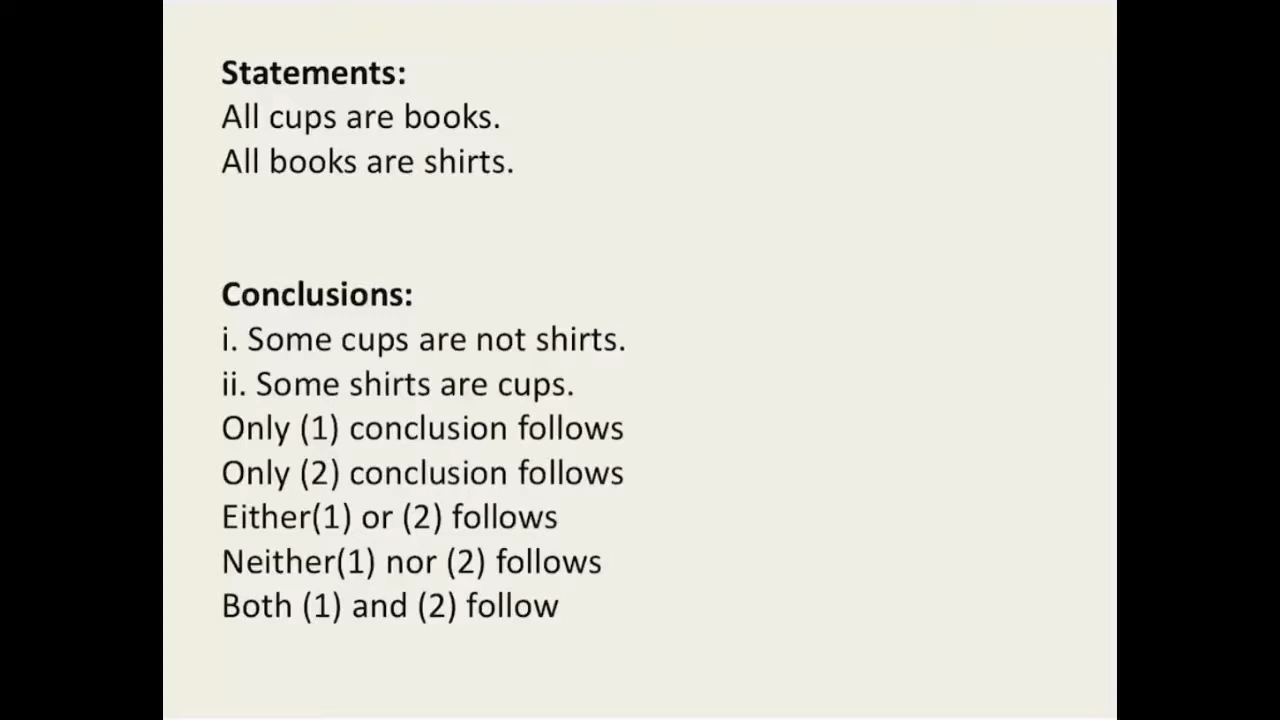 Statements:
All cups are books.
All books are shirts.
Conclusions:
i. Some cups are not shirts.
ii. Some shirts are cups.
Only (1) conclusion follows
Only (2) conclusion follows
Either(1) or (2) follows
Neither(1) nor (2) follows
Both (1) and (2) follow